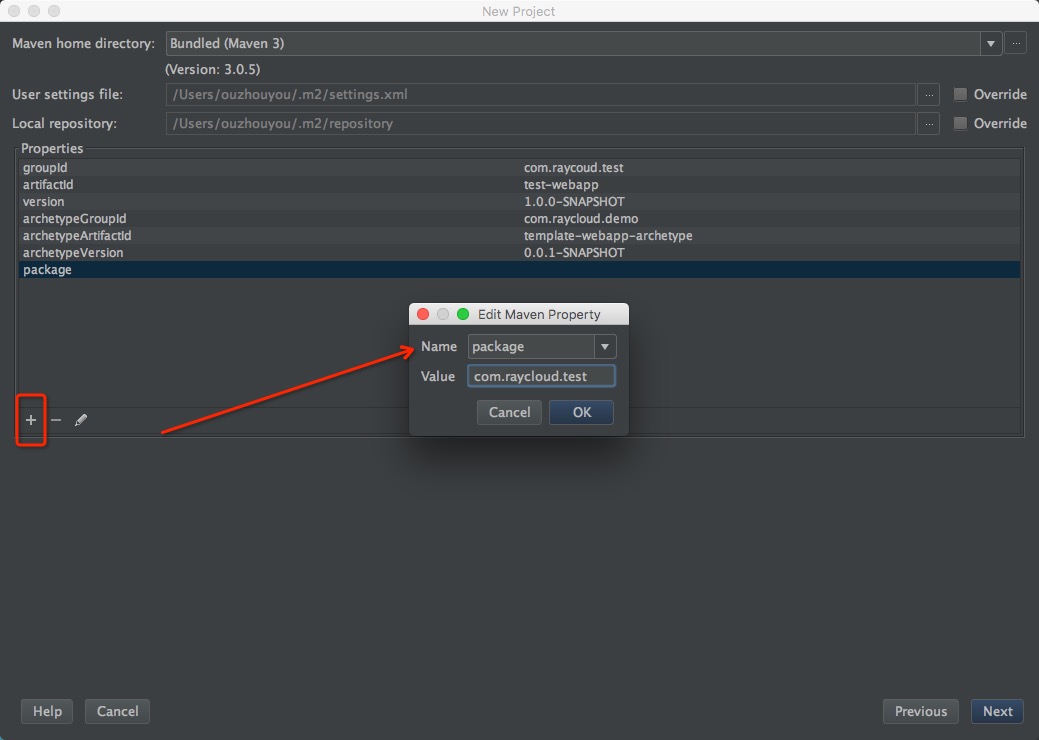 New Project
Maven home directory: Bundled (Maven 3) ...
(Version: 3.0.5)
User settings file: /Users/ouzhouyou/.m2/settings.xml ... Override
Local repository: /Users/ouzhouyou/.m2/repository ... Override
Properties
groupId com.raycoud.test
artifactId test-webapp
version 1.0.0-SNAPSHOT
archetypeGroupId com.raycloud.demo
archetypeArtifactId template-webapp-archetype
archetypeVersion 0.0.1-SNAPSHOT
package
Edit Maven Property
Name package
Value com.raycloud.test
Cancel OK
Help Cancel Previous Next